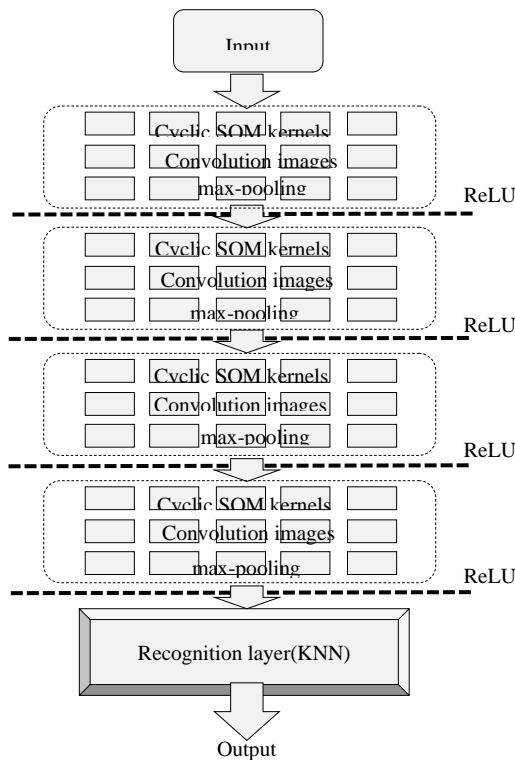 Input
Cyclic SOM kernels
Convolution images
max-pooling
ReLU
Cyclic SOM kernels
Convolution images
max-pooling
ReLU
Cyclic SOM kernels
Convolution images
max-pooling
ReLU
Cyclic SOM kernels
Convolution images
max-pooling
ReLU
Recognition layer(KNN)
Output